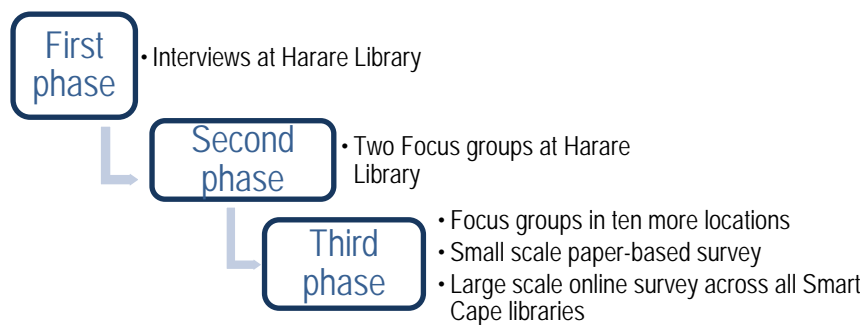 First
phase
• Interviews at Harare Library
Second
phase
• Two Focus groups at Harare
Library
Third
phase
• Focus groups in ten more locations
• Small scale paper-based survey
• Large scale online survey across all Smart
Cape libraries